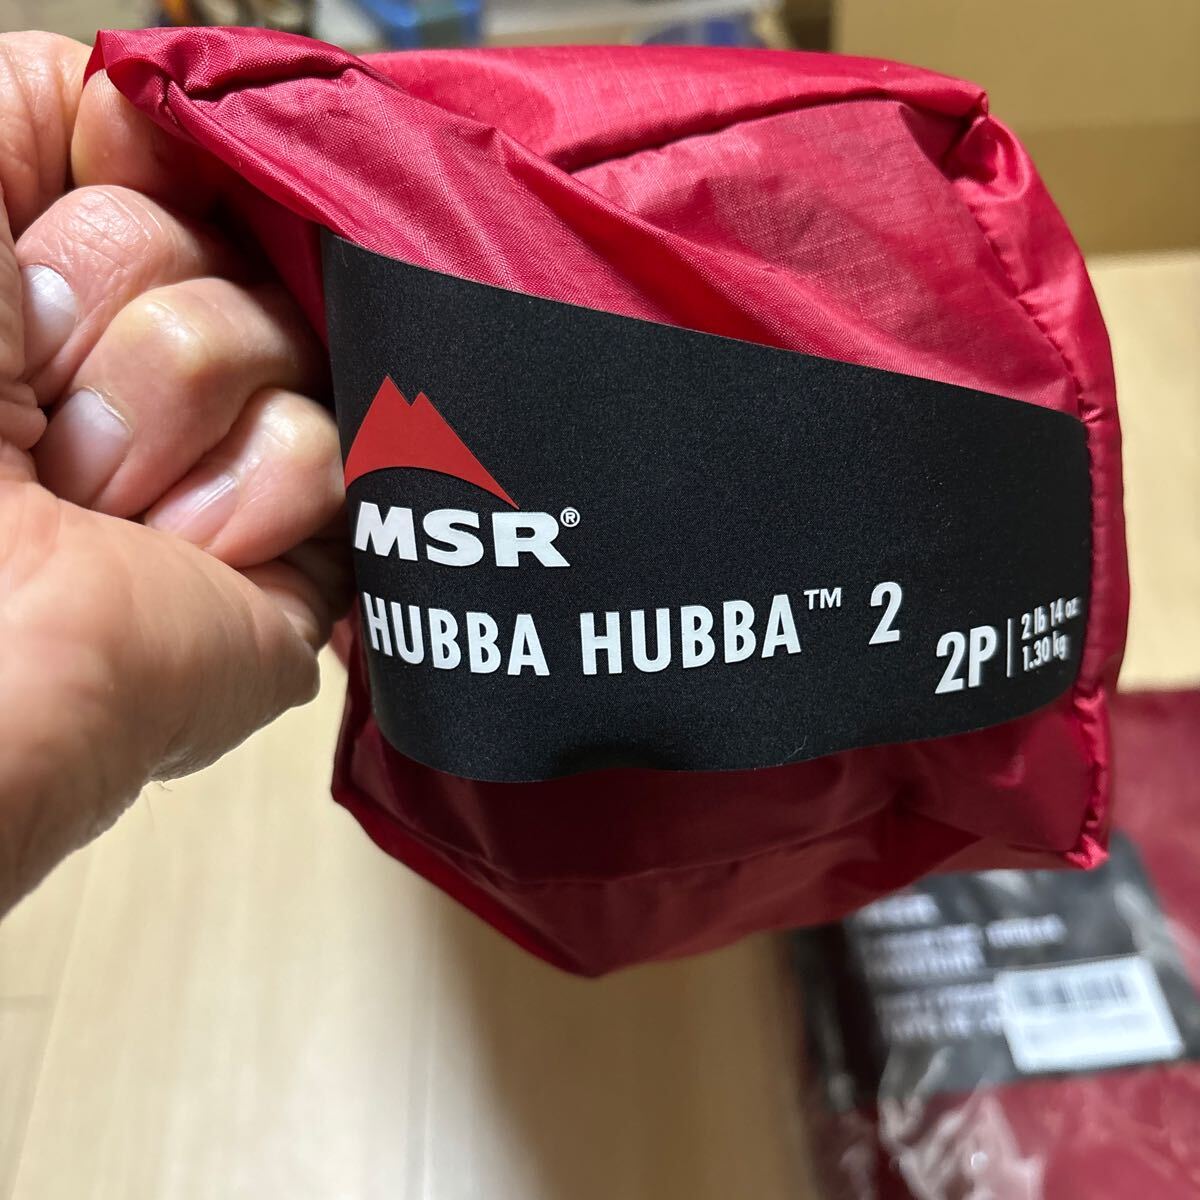 MSR®
HUBBA HUBBA™ 2
2P
2 lb 14 oz
1.30 kg